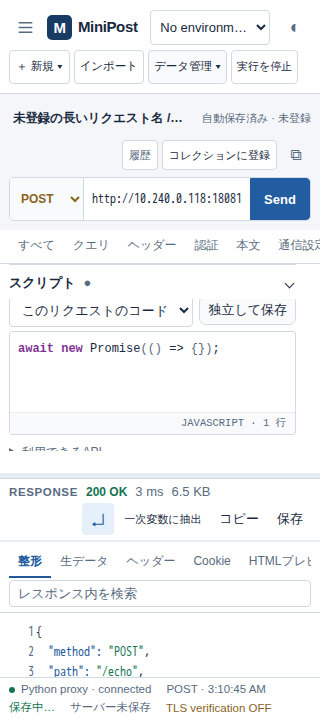 M MiniPost No environm…
＋ 新規 ▾ インポート データ管理 ▾ 実行を停止
未登録の長いリクエスト名 /… 自動保存済み · 未登録
履歴 コレクションに登録
POST http://10.240.0.118:18081 Send
すべて クエリ ヘッダー 認証 本文 通信設定
スクリプト
このリクエストのコード 独立して保存
await new Promise(() => {});
JAVASCRIPT · 1 行
RESPONSE 200 OK 3 ms 6.5 KB
一次変数に抽出 コピー 保存
整形 生データ ヘッダー Cookie HTMLプレビ
レスポンス内を検索
1 {
2 "method": "POST",
3 "path": "/echo",
Python proxy · connected POST · 3:10:45 AM
保存中… サーバー未保存 TLS verification OFF